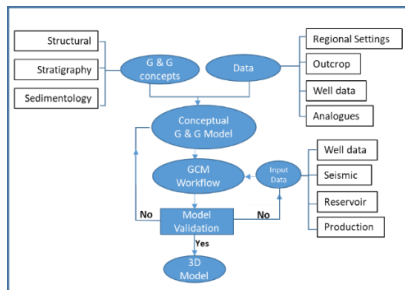 Structural
Stratigraphy
Sedimentology
G & G
concepts
Data
Regional Settings
Outcrop
Well data
Analogues
Conceptual
G & G Model
GCM
Workflow
Input
Data
Well data
Seismic
Reservoir
Production
No
Model
Validation
No
Yes
3D
Model